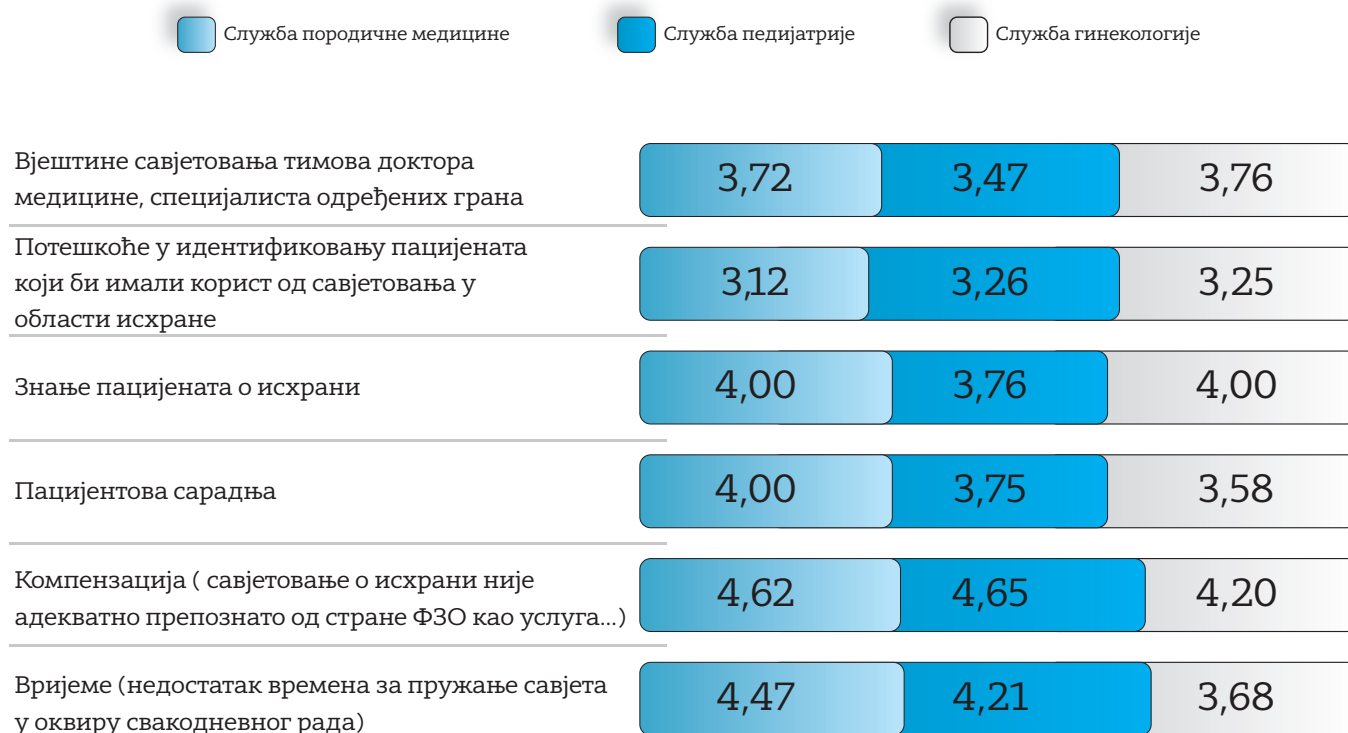 Служба породичне медицине
Служба педијатрије
Служба гинекологије
Вјештине савјетовања тимова доктора
медицине, специјалиста одређених грана
3,72
3,47
3,76
Потешкоће у идентификовању пацијената
који би имали корист од савјетовања у
области исхране
3,12
3,26
3,25
Знање пацијената о исхрани
4,00
3,76
4,00
Пацијентова сарадња
4,00
3,75
3,58
Компензација ( савјетовање о исхрани није
адекватно препознато од стране ФЗО као услуга...)
4,62
4,65
4,20
Вријеме (недостатак времена за пружање савјета
у оквиру свакодневног рада)
4,47
4,21
3,68